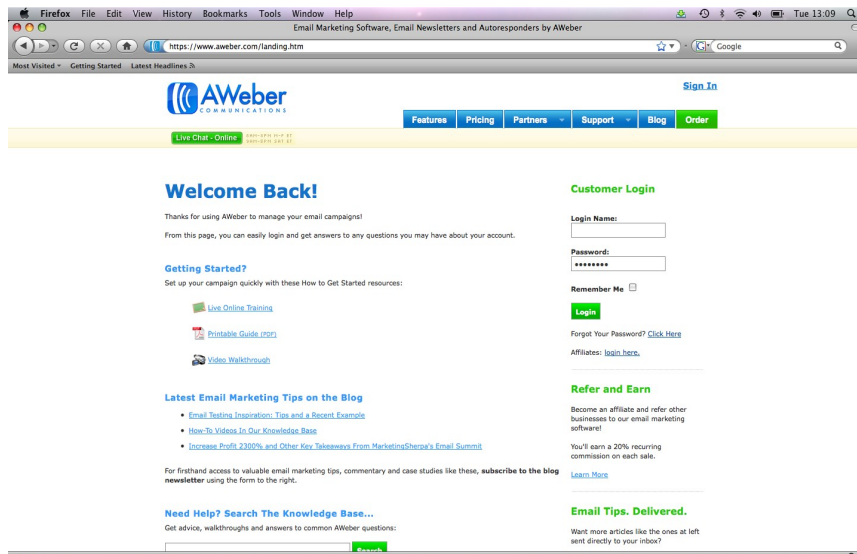 Firefox File Edit View History Bookmarks Tools Window Help Tue 13:09
Email Marketing Software, Email Newsletters and Autoresponders by AWeber
https://www.aweber.com/landing.htm Google
Most Visited Getting Started Latest Headlines
Sign In
AWeber
COMMUNICATIONS
Features Pricing Partners Support Blog Order
Live Chat - Online
Welcome Back!
Thanks for using AWeber to manage your email campaigns!
From this page, you can easily login and get answers to any questions you may have about your account.
Getting Started?
Set up your campaign quickly with these How to Get Started resources:
Live Online Training
Printable Guide (PDF)
Video Walkthrough
Latest Email Marketing Tips on the Blog
Email Testing Inspiration: Tips and a Recent Example
How-To Videos In Our Knowledge Base
Increase Profit 2300% and Other Key Takeaways From MarketingSherpa's Email Summit
For firsthand access to valuable email marketing tips, commentary and case studies like these, subscribe to the blog
newsletter using the form to the right.
Need Help? Search The Knowledge Base...
Get advice, walkthroughs and answers to common AWeber questions:
Search
Customer Login
Login Name:
Password:
Remember Me
Login
Forgot Your Password? Click Here
Affiliates: login here.
Refer and Earn
Become an affiliate and refer other
businesses to our email marketing
software!
You'll earn a 20% recurring
commission on each sale.
Learn More
Email Tips. Delivered.
Want more articles like the ones at left
sent directly to your inbox?